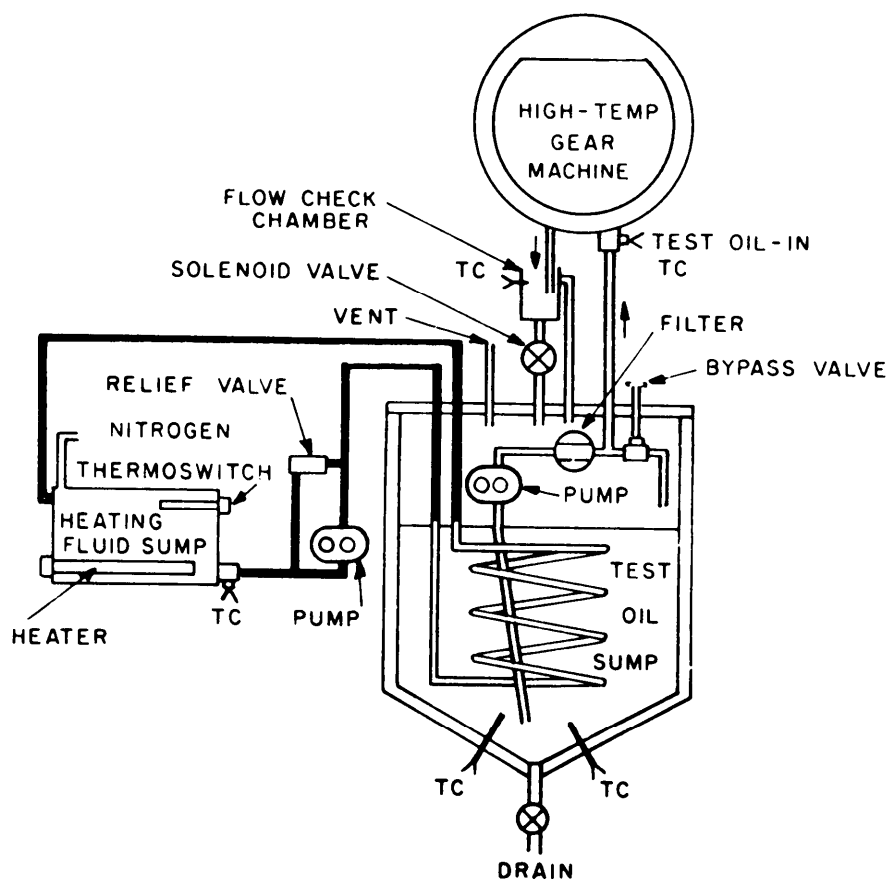 HIGH-TEMP
GEAR
MACHINE
FLOW CHECK
CHAMBER
TEST OIL-IN
TC
TC
SOLENOID VALVE
VENT
FILTER
BYPASS VALVE
RELIEF VALVE
NITROGEN
THERMOSWITCH
HEATING
FLUID SUMP
PUMP
TEST
OIL
SUMP
TC
PUMP
HEATER
TC
TC
DRAIN